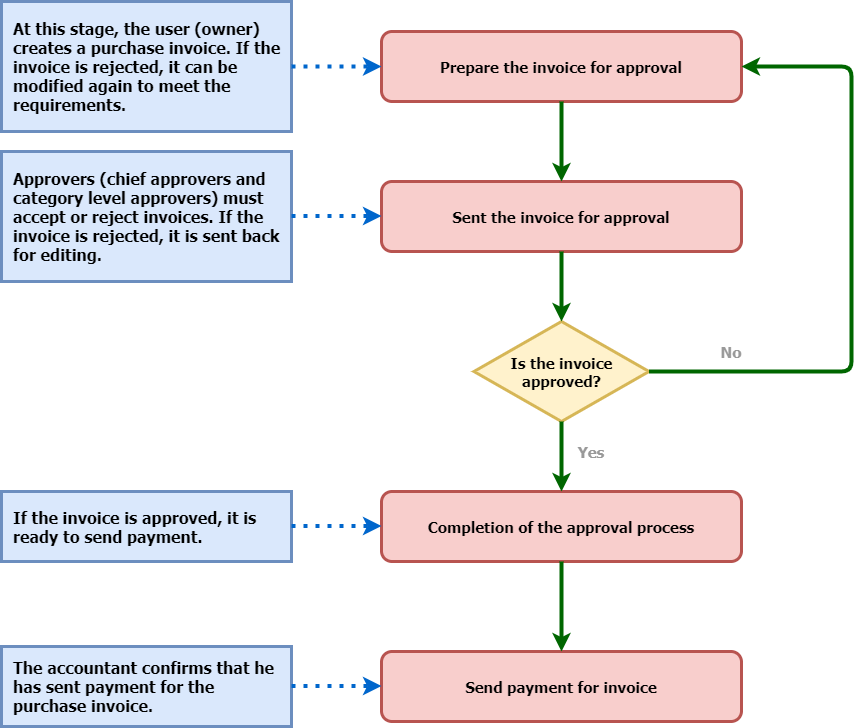 At this stage, the user (owner)
creates a purchase invoice. If the
invoice is rejected, it can be
modified again to meet the
requirements.
Prepare the invoice for approval
Approvers (chief approvers and
category level approvers) must
accept or reject invoices. If the
invoice is rejected, it is sent back
for editing.
Sent the invoice for approval
Is the invoice
approved?
No
Yes
If the invoice is approved, it is
ready to send payment.
Completion of the approval process
The accountant confirms that he
has sent payment for the
purchase invoice.
Send payment for invoice